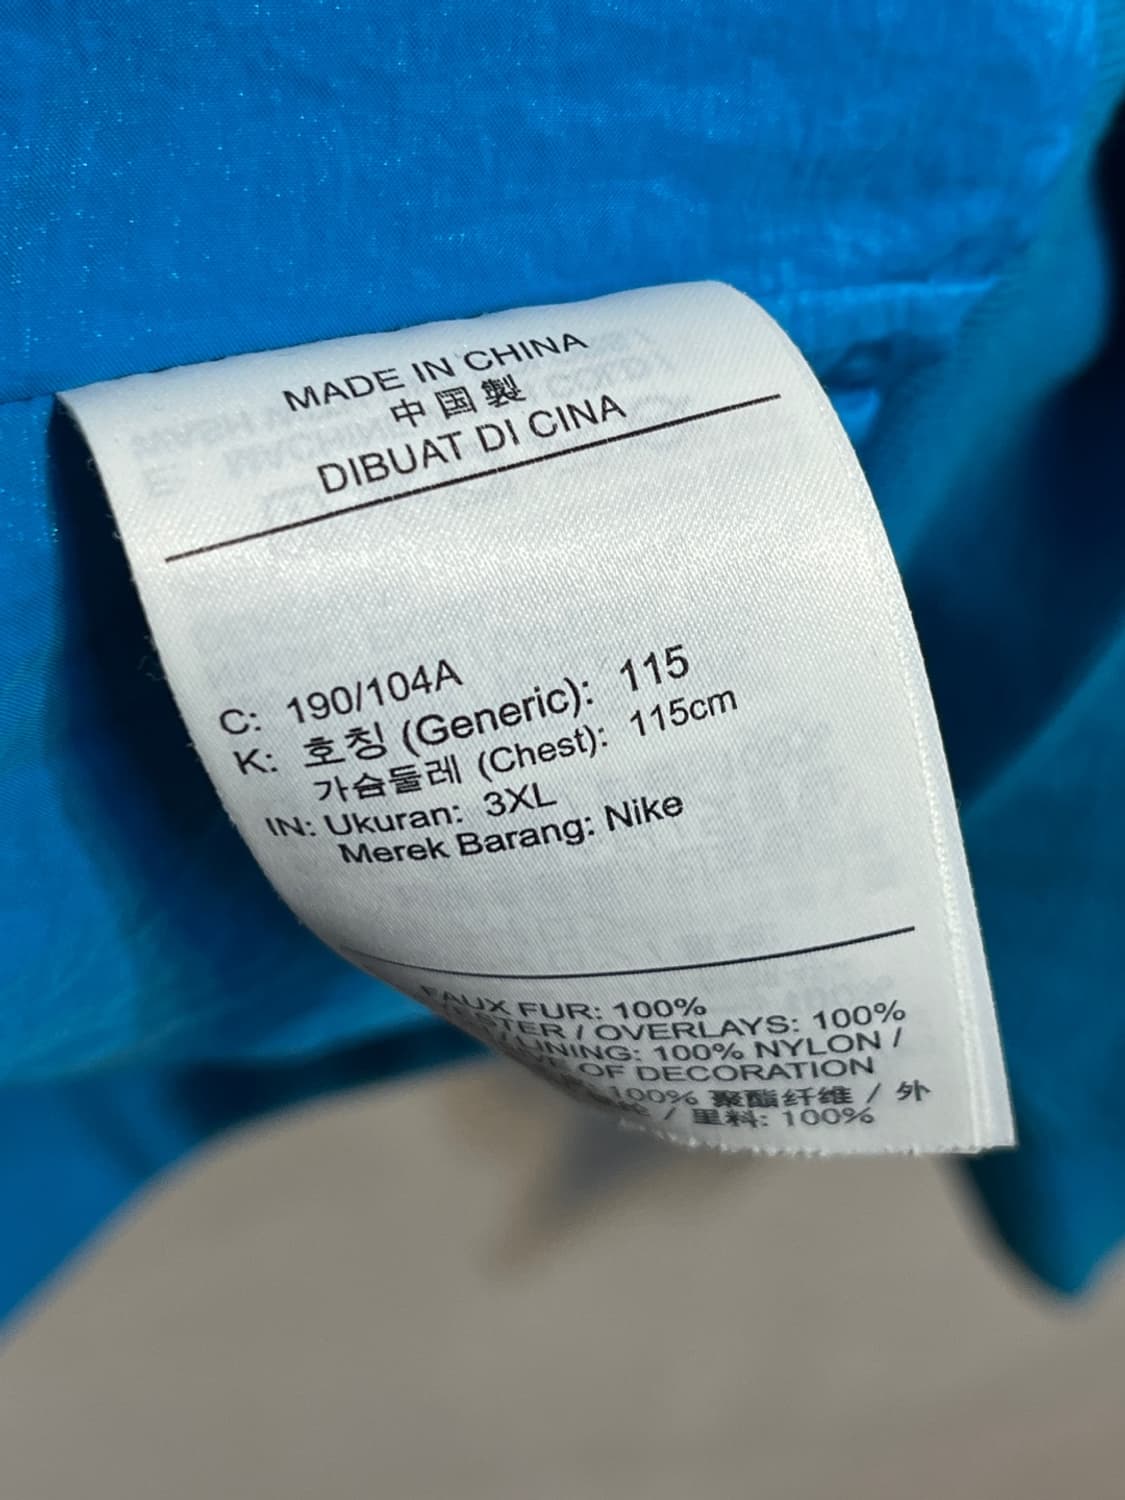 MADE IN CHINA
中国製
DIBUAT DI CINA
C: 190/104A
K: 호칭 (Generic): 115
가슴둘레 (Chest): 115cm
IN: Ukuran: 3XL
Merek Barang: Nike
FAUX FUR: 100%
/ OVERLAYS: 100%
LINING: 100% NYLON /
OF DECORATION
100% 聚酯纤维 / 外
/ 里料: 100%